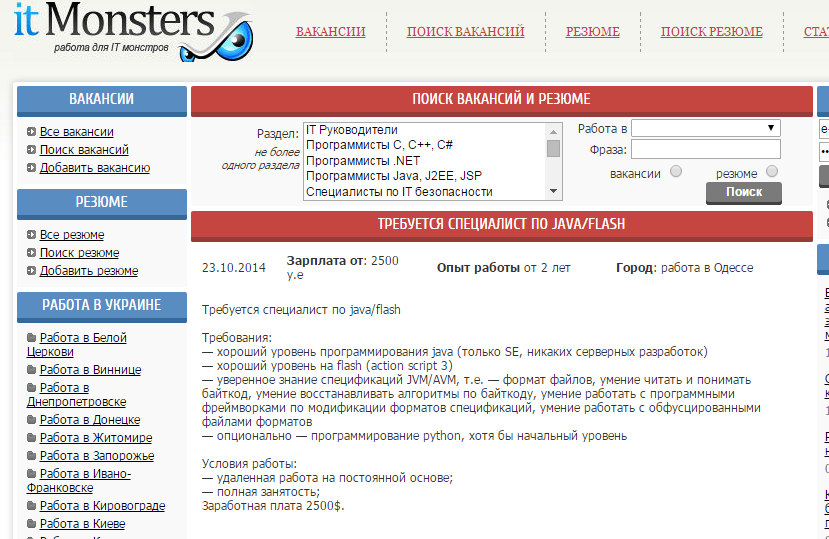 it Monsters
работа для IT монстров
ВАКАНСИИ
ПОИСК ВАКАНСИЙ
РЕЗЮМЕ
ПОИСК РЕЗЮМЕ
СТАТ
ВАКАНСИИ
Все вакансии
Поиск вакансий
Добавить вакансию
РЕЗЮМЕ
Все резюме
Поиск резюме
Добавить резюме
РАБОТА В УКРАИНЕ
Работа в Белой
Церкови
Работа в Виннице
Работа в
Днепропетровске
Работа в Донецке
Работа в Житомире
Работа в Запорожье
Работа в Ивано-
Франковске
Работа в Кировограде
Работа в Киеве
ПОИСК ВАКАНСИЙ И РЕЗЮМЕ
Раздел:
не более
одного раздела
IT Руководители
Программисты C, C++, C#
Программисты .NET
Программисты Java, J2EE, JSP
Специалисты по IT безопасности
Работа в
Фраза:
вакансии резюме
Поиск
ТРЕБУЕТСЯ СПЕЦИАЛИСТ ПО JAVA/FLASH
23.10.2014
Зарплата от: 2500
у.е
Опыт работы от 2 лет
Город: работа в Одессе
Требуется специалист по java/flash
Требования:
— хороший уровень программирования java (только SE, никаких серверных разработок)
— хороший уровень на flash (action script 3)
— уверенное знание спецификаций JVM/AVM, т.е. — формат файлов, умение читать и понимать
байткод, умение восстанавливать алгоритмы по байткоду, умение работать с программными
фреймворками по модификации форматов спецификаций, умение работать с обфусцированными
файлами форматов
— опционально — программирование python, хотя бы начальный уровень
Условия работы:
— удаленная работа на постоянной основе;
— полная занятость;
Заработная плата 2500$.